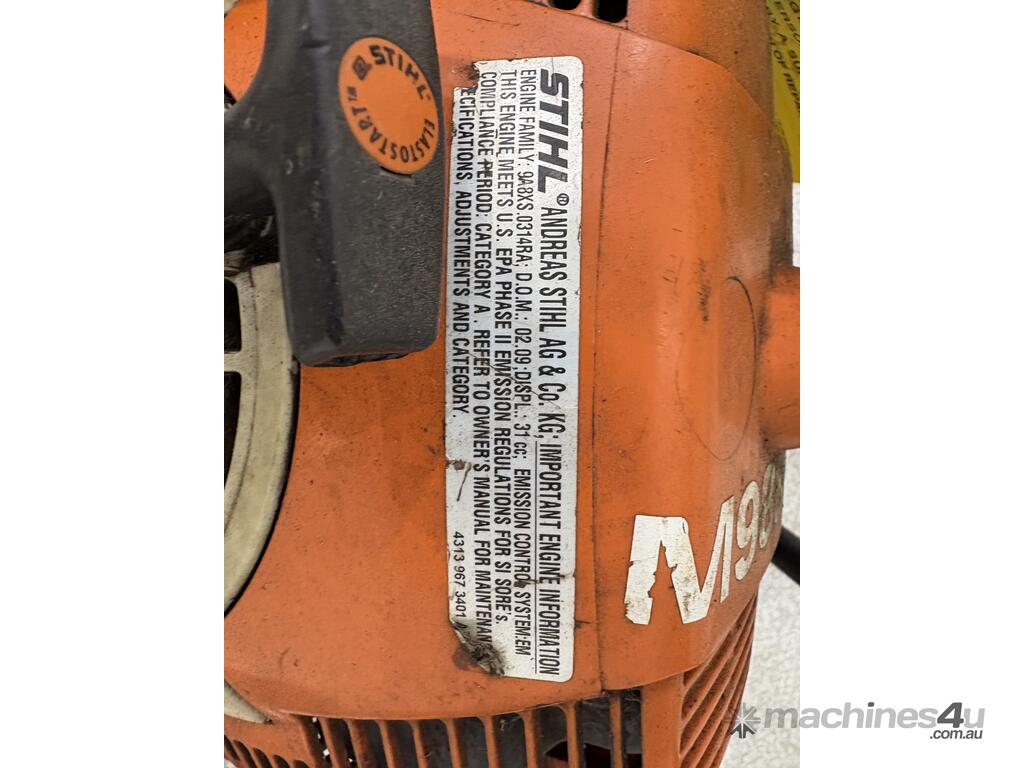 STIHL
ELASTOSTART™
STIHL® ANDREAS STIHL AG & Co. KG; IMPORTANT ENGINE INFORMATION
ENGINE FAMILY: 9A8XS.0314RA; D.O.M.: 02.09; DISPL.: 31 cc; EMISSION CONTROL SYSTEM:EM
THIS ENGINE MEETS U.S. EPA PHASE II EMISSION REGULATIONS FOR SI SORE'S.
COMPLIANCE PERIOD: CATEGORY A. REFER TO OWNER'S MANUAL FOR MAINTENAN
ECIFICATIONS, ADJUSTMENTS AND CATEGORY.
4313 967 3401
machines4u
.com.au